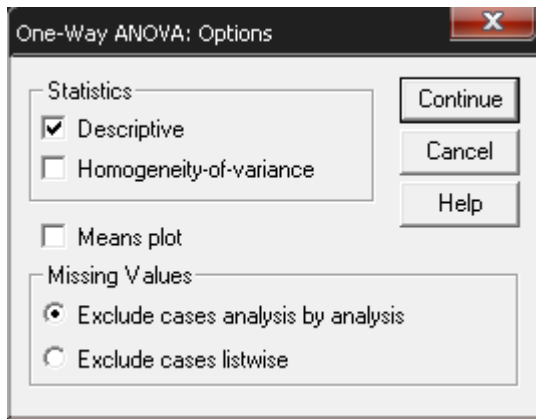 One-Way ANOVA: Options
Statistics
Descriptive
Homogeneity-of-variance
Means plot
Missing Values
Exclude cases analysis by analysis
Exclude cases listwise
Continue
Cancel
Help